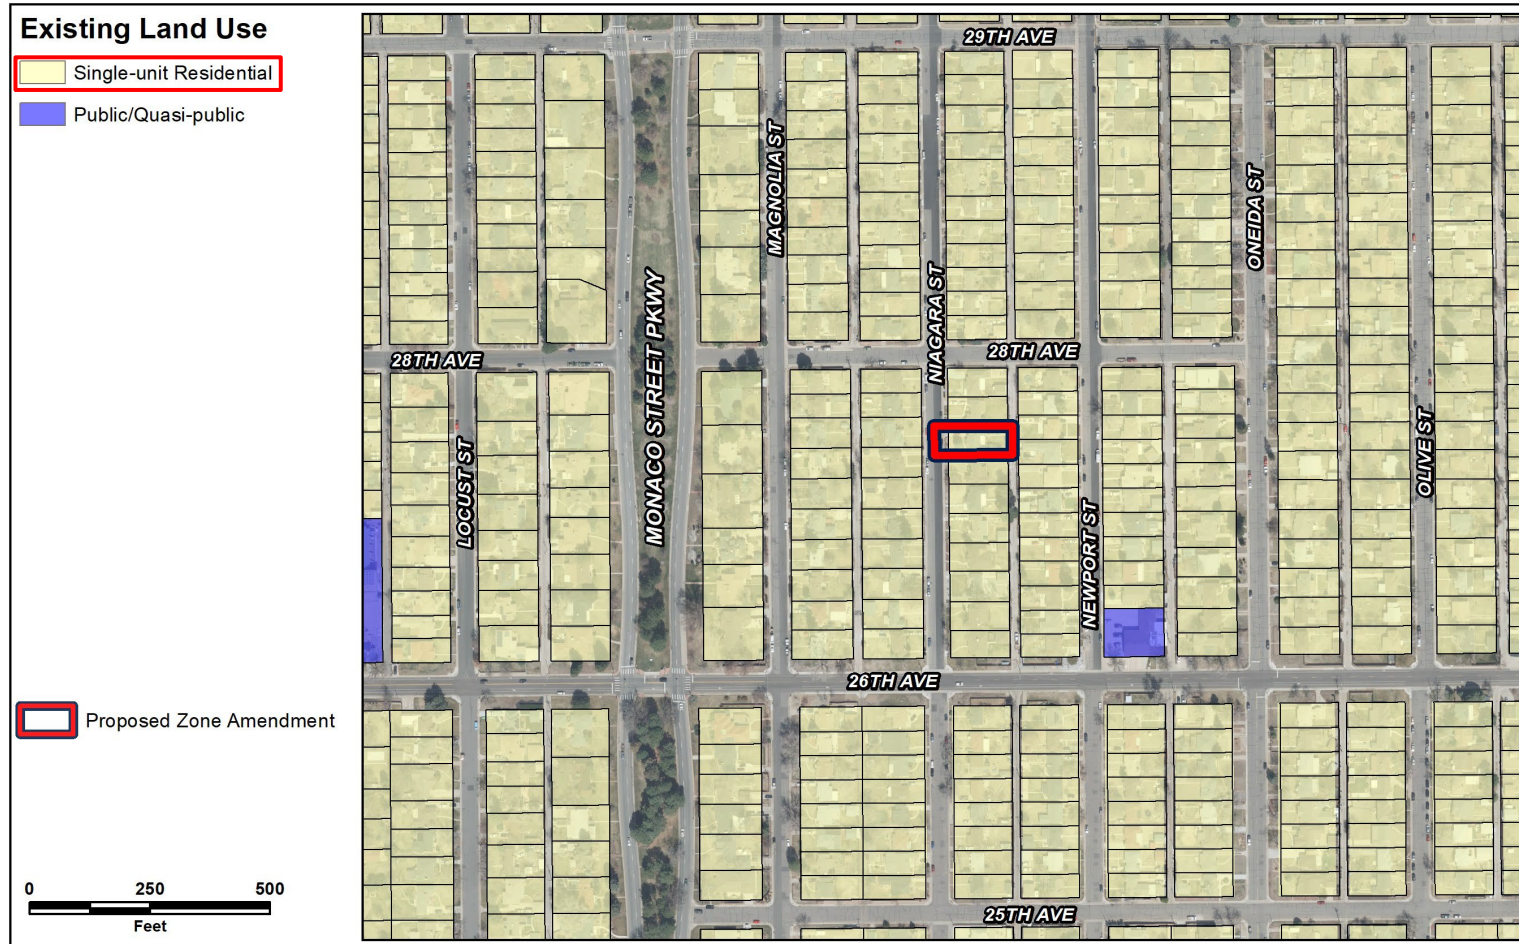 Existing Land Use
Single-unit Residential
Public/Quasi-public
Proposed Zone Amendment
0 250 500
Feet
29TH AVE
MAGNOLIA ST
ONEIDA ST
NIAGARA ST
MONACO STREET PKWY
28TH AVE
28TH AVE
LOCUST ST
OLIVE ST
NEWPORT ST
26TH AVE
25TH AVE